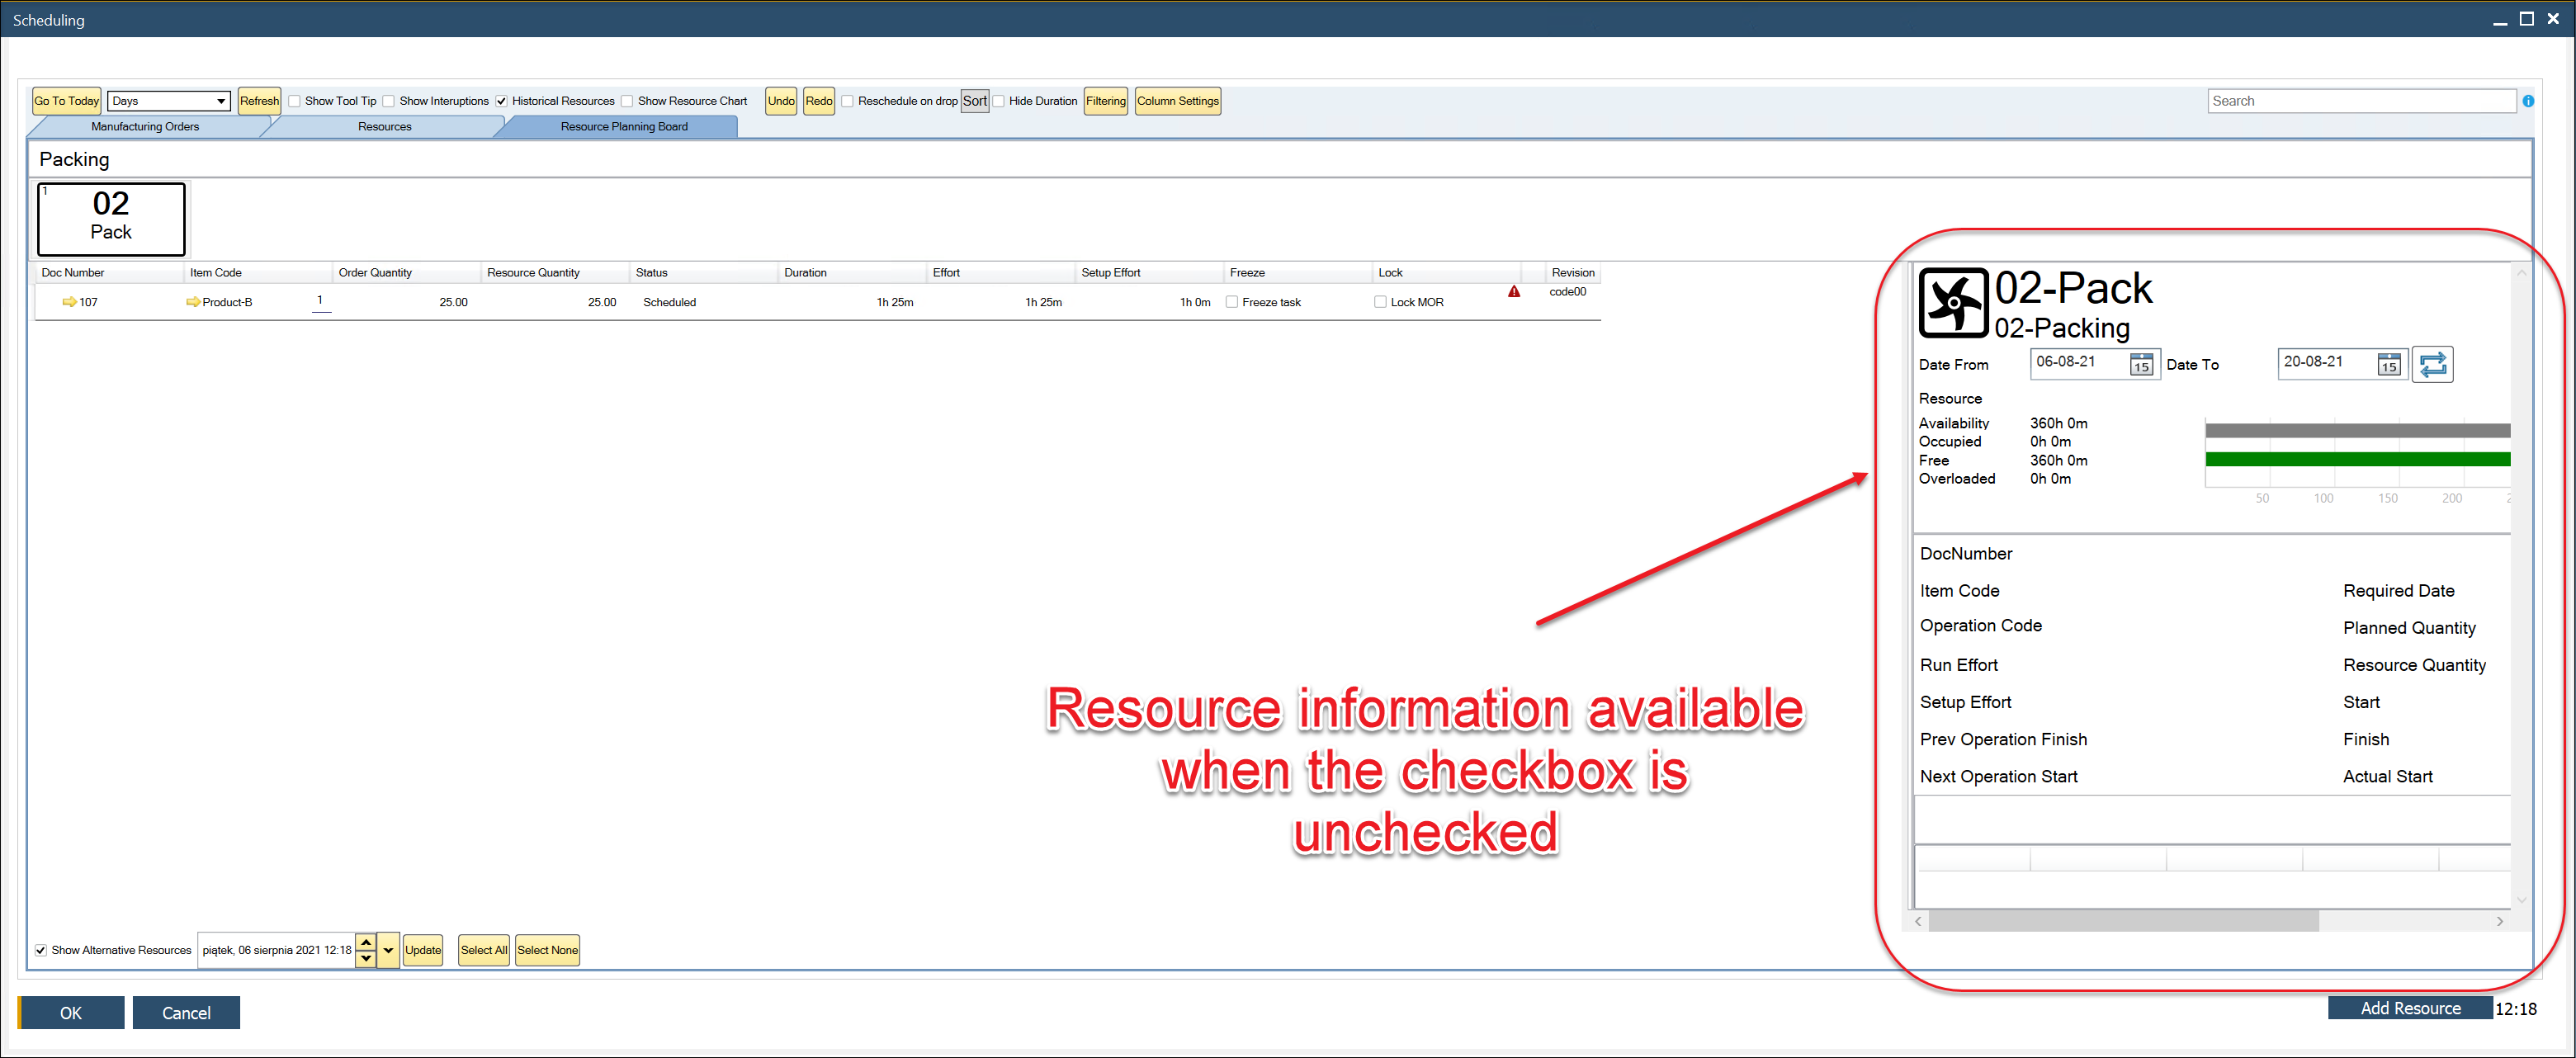 Scheduling
Go To Today Days Refresh Show Tool Tip Show Interuptions Historical Resources Show Resource Chart Undo Redo Reschedule on drop Sort Hide Duration Filtering Column Settings Search
Manufacturing Orders Resources Resource Planning Board
Packing
1
02
Pack
Doc Number Item Code Order Quantity Resource Quantity Status Duration Effort Setup Effort Freeze Lock Revision
107 Product-B 1 25.00 25.00 Scheduled 1h 25m 1h 25m 1h 0m Freeze task Lock MOR code00
02-Pack
02-Packing
Date From 06-08-21 15 Date To 20-08-21 15
Resource
Availability 360h 0m
Occupied 0h 0m
Free 360h 0m
Overloaded 0h 0m
50 100 150 200 2
DocNumber
Item Code Required Date
Operation Code Planned Quantity
Run Effort Resource Quantity
Setup Effort Start
Prev Operation Finish Finish
Next Operation Start Actual Start
Resource information available
when the checkbox is
unchecked
Show Alternative Resources piątek, 06 sierpnia 2021 12:18 Update Select All Select None
OK Cancel Add Resource 12:18